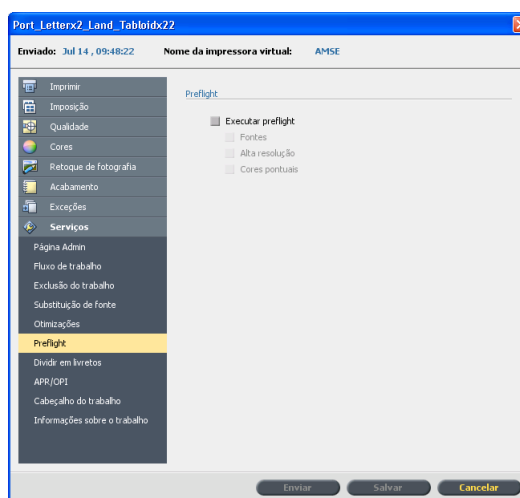 Port_Letterx2_Land_Tabloidx22
Enviado: Jul 14 , 09:48:22 Nome da impressora virtual: AMSE
Imprimir
Imposição
Qualidade
Cores
Retoque de fotografia
Acabamento
Exceções
Serviços
Página Admin
Fluxo de trabalho
Exclusão do trabalho
Substituição de fonte
Otimizações
Preflight
Dividir em livretos
APR/OPI
Cabeçalho do trabalho
Informações sobre o trabalho
Preflight
Executar preflight
Fontes
Alta resolução
Cores pontuais
Enviar Salvar Cancelar